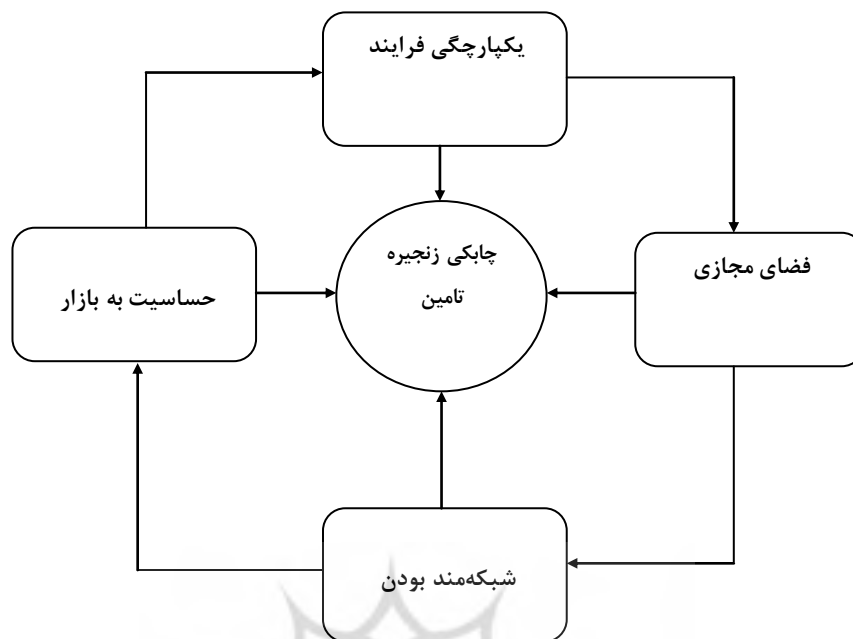 یکپارچگی فرایند
چابکی زنجیره
تامین
فضای مجازی
حساسیت به بازار
شبکه‌مند بودن